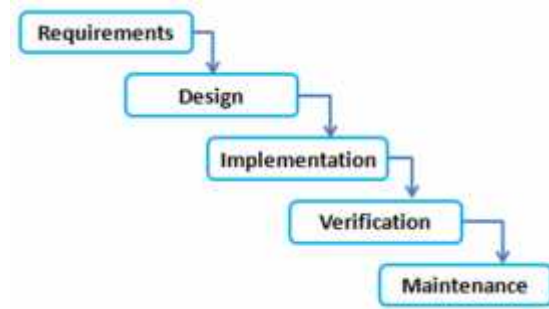 Requirements
Design
Implementation
Verification
Maintenance